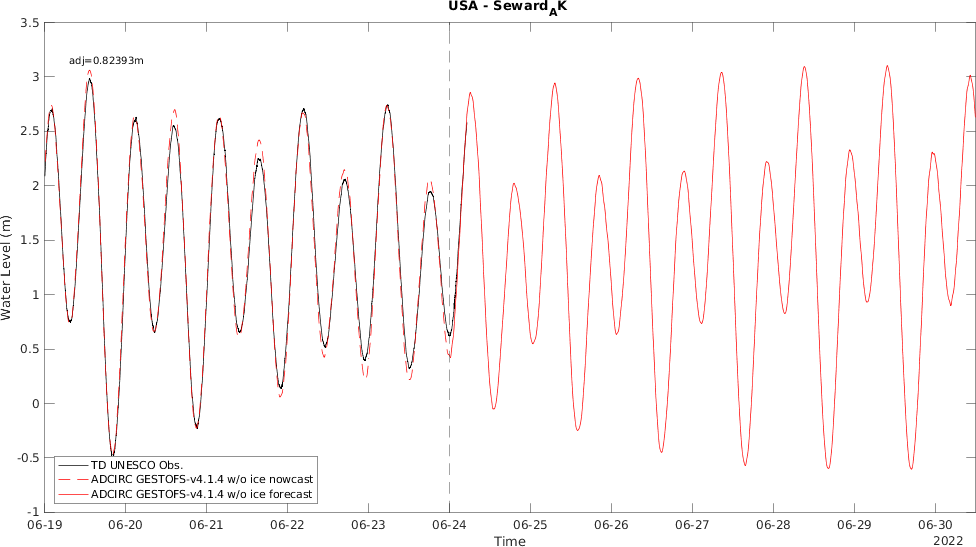 USA - Seward_AK
adj=0.82393m
3.5
3
2.5
2
1.5
1
0.5
0
-0.5
-1
Water Level (m)
TD UNESCO Obs.
ADCIRC GESTOFS-v4.1.4 w/o ice nowcast
ADCIRC GESTOFS-v4.1.4 w/o ice forecast
06-19 06-20 06-21 06-22 06-23 06-24 06-25 06-26 06-27 06-28 06-29 06-30
Time
2022